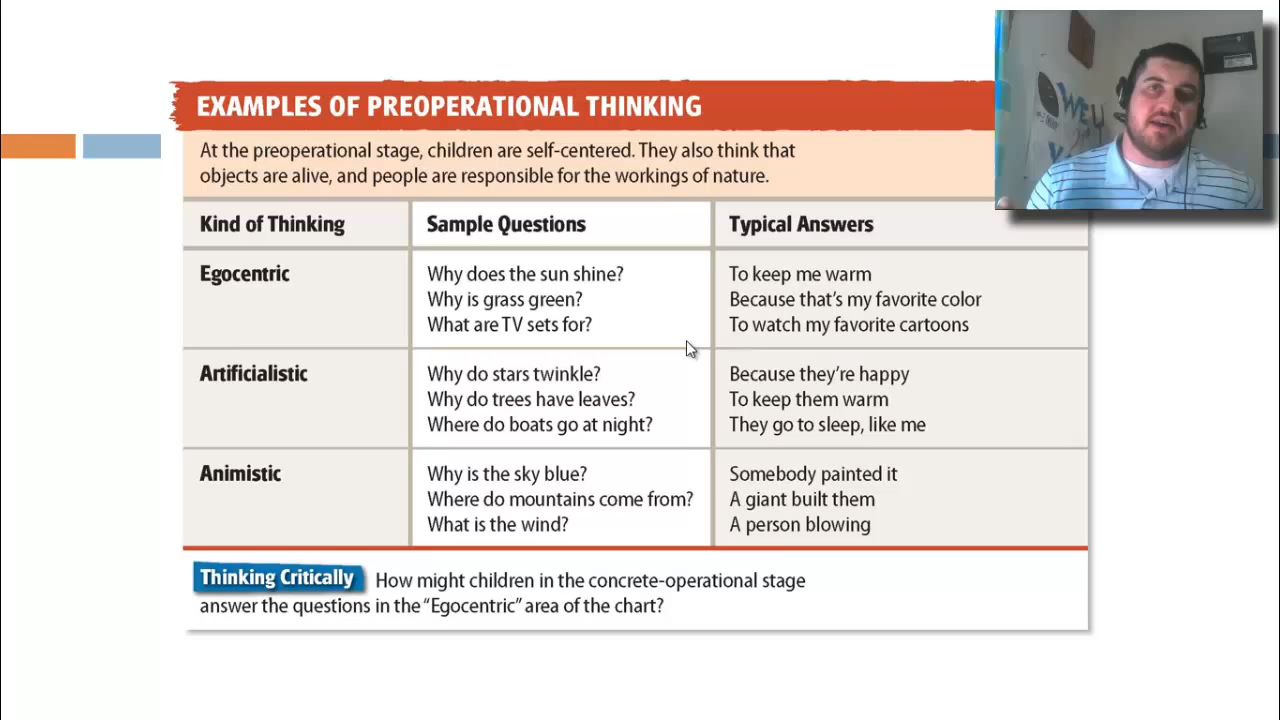 EXAMPLES OF PREOPERATIONAL THINKING
At the preoperational stage, children are self-centered. They also think that
objects are alive, and people are responsible for the workings of nature.
Kind of Thinking
Sample Questions
Typical Answers
Egocentric
Why does the sun shine?
To keep me warm
Why is grass green?
Because that's my favorite color
What are TV sets for?
To watch my favorite cartoons
Artificialistic
Why do stars twinkle?
Because they're happy
Why do trees have leaves?
To keep them warm
Where do boats go at night?
They go to sleep, like me
Animistic
Why is the sky blue?
Somebody painted it
Where do mountains come from?
A giant built them
What is the wind?
A person blowing
Thinking Critically How might children in the concrete-operational stage
answer the questions in the “Egocentric” area of the chart?